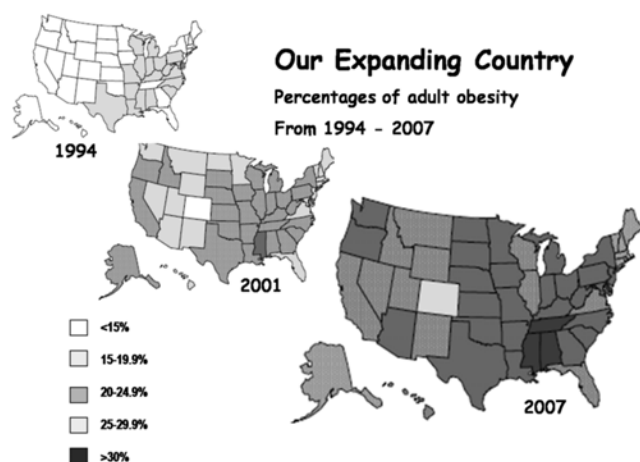 Our Expanding Country
Percentages of adult obesity
From 1994 - 2007
1994
2001
2007
<15%
15-19.9%
20-24.9%
25-29.9%
>30%